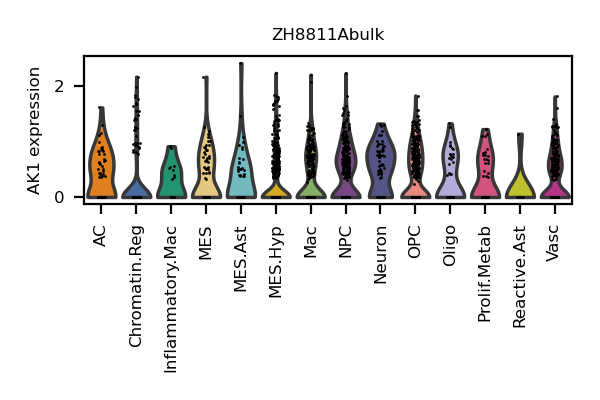 ZH8811Abulk
AK1 expression
2
0
AC
Chromatin.Reg
Inflammatory.Mac
MES
MES.Ast
MES.Hyp
Mac
NPC
Neuron
OPC
Oligo
Prolif.Metab
Reactive.Ast
Vasc